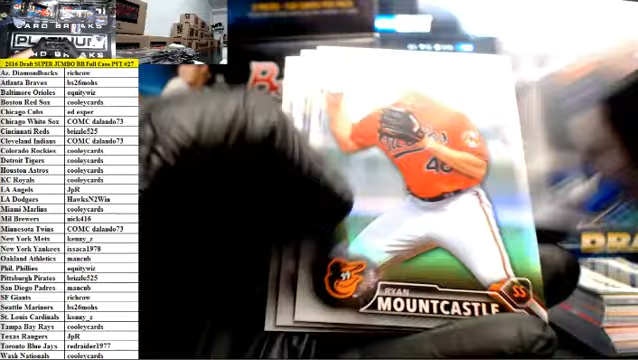 CARD BREAKS
PLATINUM
2016 Draft SUPER JUMBO BB Full Case PYT #27
Az. Diamondbacks richcow
Atlanta Braves bs26mohs
Baltimore Orioles equitywiz
Boston Red Sox cooleycards
Chicago Cubs ed esper
Chicago White Sox COMC dalando73
Cincinnati Reds brizzle525
Cleveland Indians COMC dalando73
Colorado Rockies cooleycards
Detroit Tigers cooleycards
Houston Astros cooleycards
KC Royals cooleycards
LA Angels JpR
LA Dodgers HawksN2Win
Miami Marlins cooleycards
Mil Brewers nick416
Minnesota Twins COMC dalando73
New York Mets kenny_z
New York Yankees issaca1978
Oakland Athletics mancub
Phil. Phillies equitywiz
Pittsburgh Pirates brizzle525
San Diego Padres mancub
SF Giants richcow
Seattle Mariners bs26mohs
St. Louis Cardinals kenny_z
Tampa Bay Rays cooleycards
Texas Rangers JpR
Toronto Blue Jays redraider1977
Wash Nationals cooleycards
RYAN
MOUNTCASTLE
SS